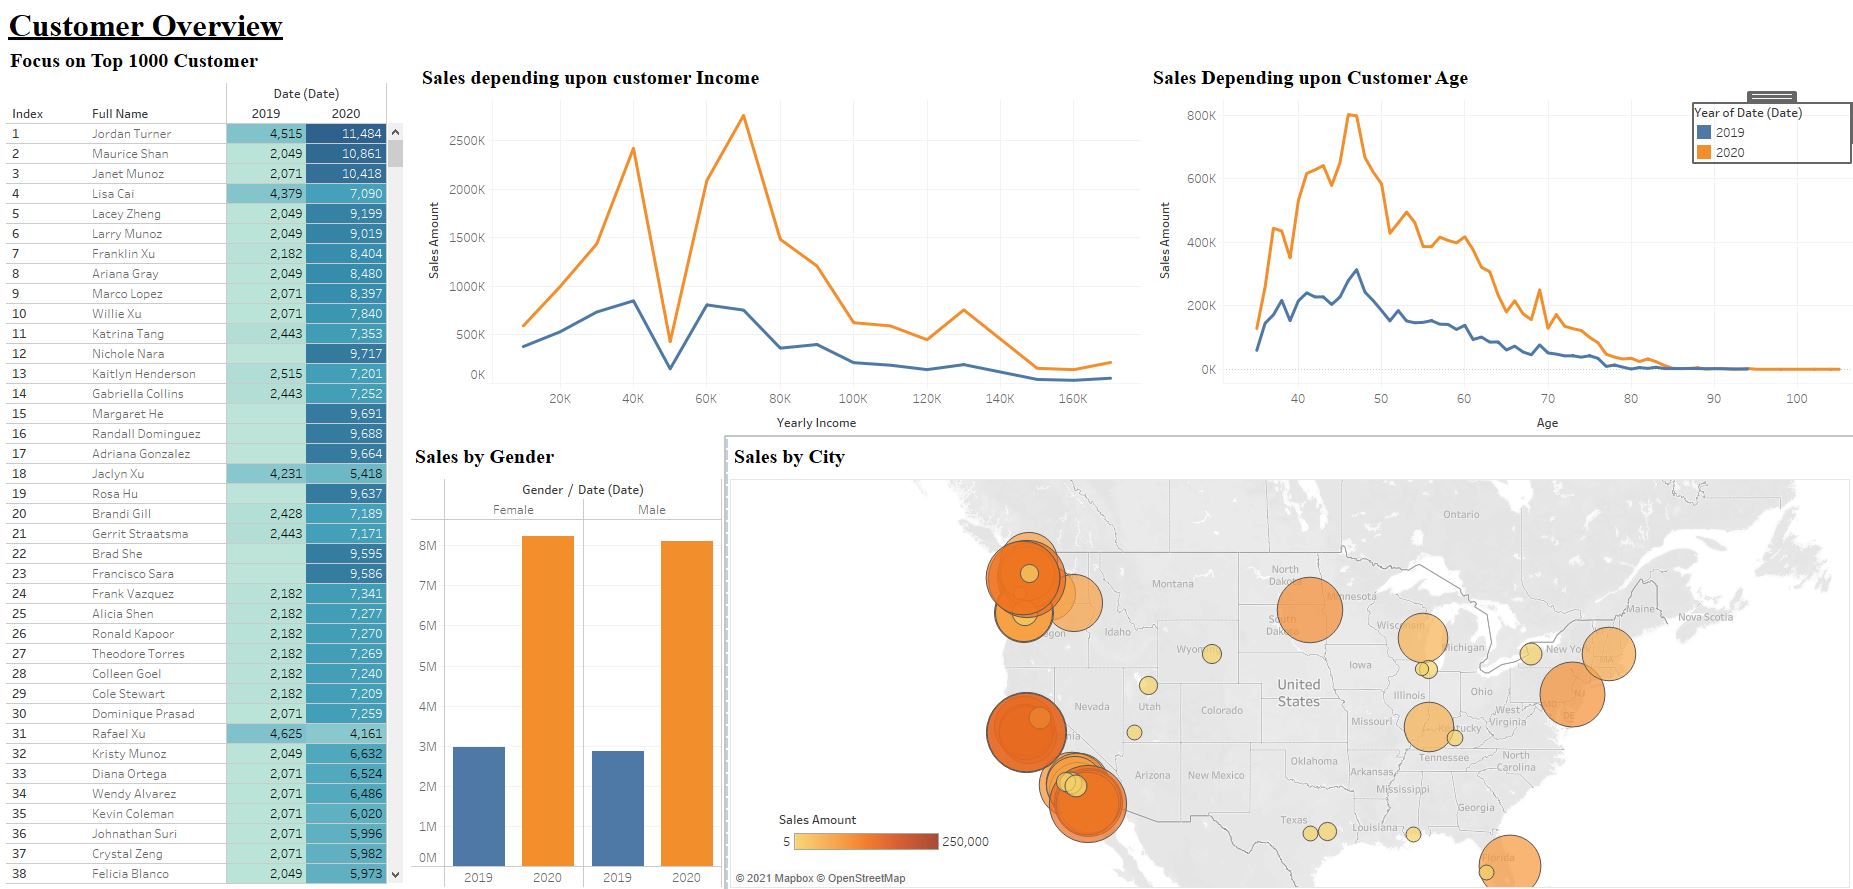 Customer Overview
Focus on Top 1000 Customer
Date (Date)
Index Full Name 2019 2020
1 Jordan Turner 4,515 11,484
2 Maurice Shan 2,049 10,861
3 Janet Munoz 2,071 10,418
4 Lisa Cai 4,379 7,090
5 Lacey Zheng 2,049 9,199
6 Larry Munoz 2,049 9,019
7 Franklin Xu 2,182 8,404
8 Ariana Gray 2,049 8,480
9 Marco Lopez 2,071 8,397
10 Willie Xu 2,071 7,840
11 Katrina Tang 2,443 7,353
12 Nichole Nara 9,717
13 Kaitlyn Henderson 2,515 7,201
14 Gabriella Collins 2,443 7,252
15 Margaret He 9,691
16 Randall Dominguez 9,688
17 Adriana Gonzalez 9,664
18 Jaclyn Xu 4,231 5,418
19 Rosa Hu 9,637
20 Brandi Gill 2,428 7,189
21 Gerrit Straatsma 2,443 7,171
22 Brad She 9,595
23 Francisco Sara 9,586
24 Frank Vazquez 2,182 7,341
25 Alicia Shen 2,182 7,277
26 Ronald Kapoor 2,182 7,270
27 Theodore Torres 2,182 7,269
28 Colleen Goel 2,182 7,240
29 Cole Stewart 2,182 7,209
30 Dominique Prasad 2,071 7,259
31 Rafael Xu 4,625 4,161
32 Kristy Munoz 2,049 6,632
33 Diana Ortega 2,071 6,524
34 Wendy Alvarez 2,071 6,486
35 Kevin Coleman 2,071 6,020
36 Johnathan Suri 2,071 5,996
37 Crystal Zeng 2,071 5,982
38 Felicia Blanco 2,049 5,973
Sales depending upon customer Income
Sales Amount
2500K
2000K
1500K
1000K
500K
0K
20K 40K 60K 80K 100K 120K 140K 160K
Yearly Income
Sales Depending upon Customer Age
Year of Date (Date)
2019
2020
Sales Amount
800K
600K
400K
200K
0K
40 50 60 70 80 90 100
Age
Sales by Gender
Gender / Date (Date)
Female Male
8M
7M
6M
5M
4M
3M
2M
1M
0M
2019 2020 2019 2020
Sales by City
Ontario
Montana
North
Dako
Minnesota
Maine
Nova Scotia
egon
Idaho
South
Dako
Wisconsin
Michigan
New York
MA
Wyoming
Iowa
Nevada
Utah
Colorado
United
States
Illinois
Ohio
NJ
DE
Missouri
West
Virginia
Kentucky
nia
Arizona
New Mexico
Oklahoma
Arkansas
Tennessee
North
Carolina
Mississippi
Georgia
Texas
Louisiana
Florida
Sales Amount
5 250,000
© 2021 Mapbox © OpenStreetMap